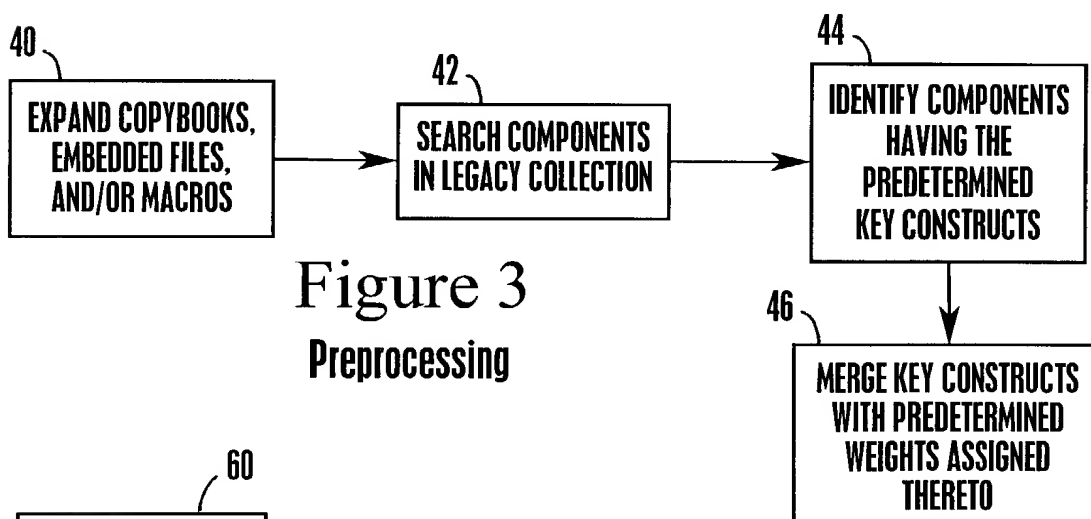 40
EXPAND COPYBOOKS,
EMBEDDED FILES,
AND/OR MACROS
42
SEARCH COMPONENTS
IN LEGACY COLLECTION
44
IDENTIFY COMPONENTS
HAVING THE
PREDETERMINED
KEY CONSTRUCTS
Figure 3
Preprocessing
46
MERGE KEY CONSTRUCTS
WITH PREDETERMINED
WEIGHTS ASSIGNED
THERETO
60